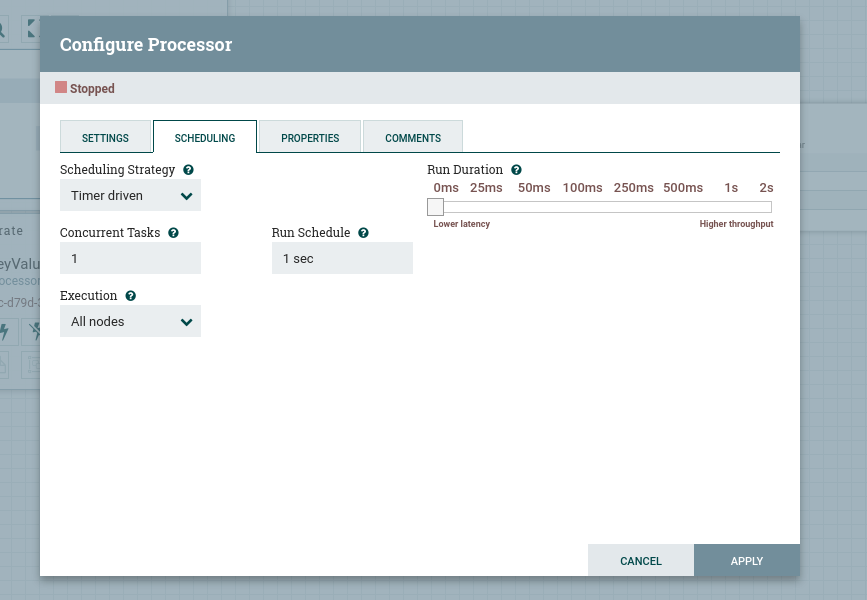 Configure Processor
Stopped
SETTINGS SCHEDULING PROPERTIES COMMENTS
Scheduling Strategy
Timer driven
Run Duration
0ms 25ms 50ms 100ms 250ms 500ms 1s 2s
Lower latency Higher throughput
Concurrent Tasks
1
Run Schedule
1 sec
Execution
All nodes
CANCEL APPLY